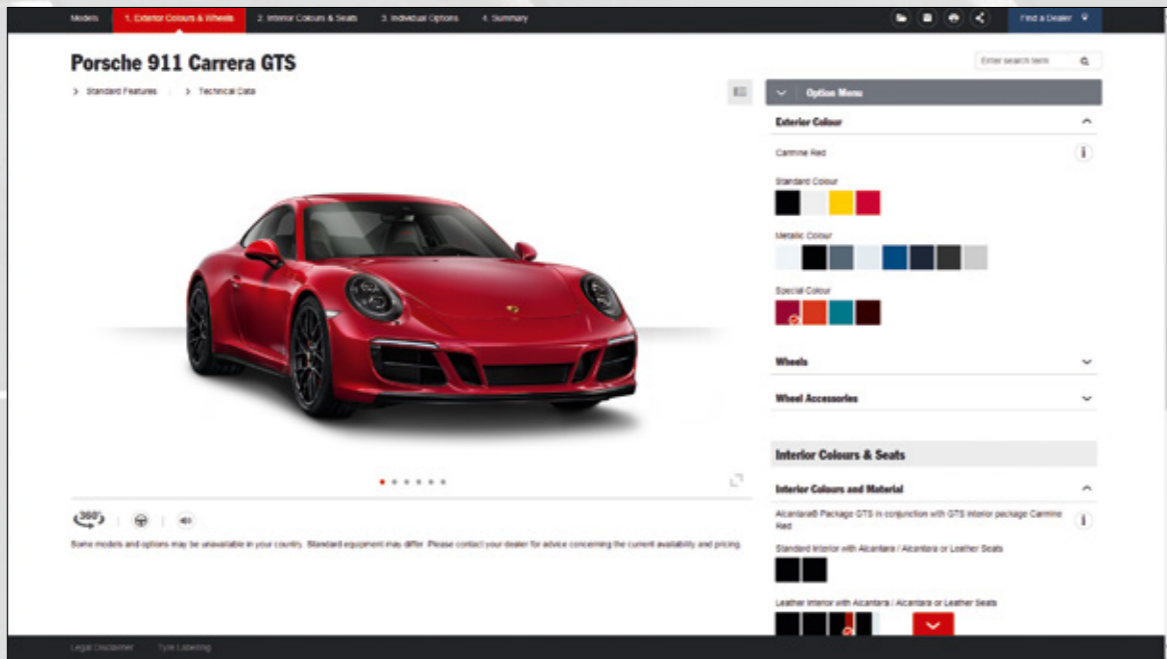 Models
1. Exterior Colours & Wheels
2. Interior Colours & Seats
3. Individual Options
4. Summary
Find a Dealer
Porsche 911 Carrera GTS
Enter search term
Standard Features
Technical Data
Option Menu
Exterior Colour
Carmine Red
i
Standard Colour
Metallic Colour
Special Colour
Wheels
Wheel Accessories
Interior Colours & Seats
Interior Colours and Material
360°
Alcantara® Package GTS in conjunction with GTS interior package Carmine
Red
i
Some models and options may be unavailable in your country. Standard equipment may differ. Please contact your dealer for advice concerning the current availability and pricing.
Standard Interior with Alcantara / Alcantara or Leather Seats
Leather Interior with Alcantara / Alcantara or Leather Seats
Legal Disclaimer
Tyre Labelling